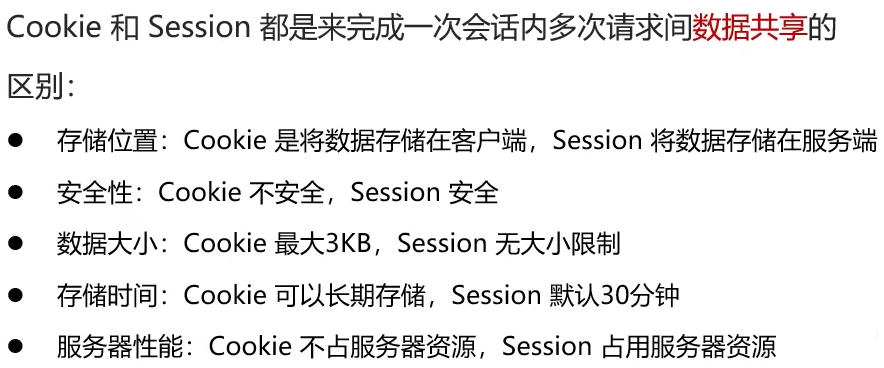 Cookie 和 Session 都是来完成一次会话内多次请求间数据共享的
区别：
● 存储位置：Cookie 是将数据存储在客户端，Session 将数据存储在服务端
● 安全性：Cookie 不安全，Session 安全
● 数据大小：Cookie 最大3KB，Session 无大小限制
● 存储时间：Cookie 可以长期存储，Session 默认30分钟
● 服务器性能：Cookie 不占服务器资源，Session 占用服务器资源